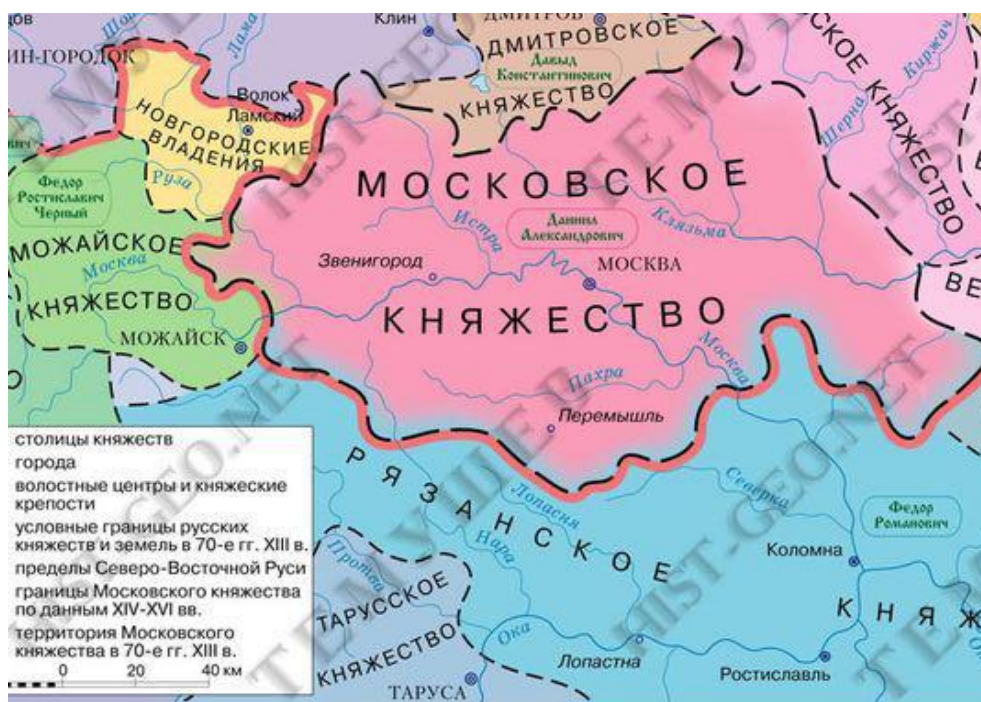 Клин
ДМИТРОВ
ИН-ГОРОДОК
Лама
ДМИТРОВСКОЕ
КНЯЖЕСТВО
Давыд
Константинович
СКОЕ КНЯЖЕСТВО
Киржач
Шерна
Волок
Ламский
НОВГОРОДСКИЕ
ВЛАДЕНИЯ
Руза
Федор
Ростиславич
Черный
МОЖАЙСКОЕ
КНЯЖЕСТВО
Москва
МОЖАЙСК
МОСКОВСКОЕ
КНЯЖЕСТВО
Даниил
Александрович
Истра
Клязьма
Звенигород
МОСКВА
Москва
Пахра
Перемышль
ВЕ
РЯЗАНСКОЕ
КНЯЖ
Лопасня
Нара
Северка
Федор
Романович
Коломна
Протва
ТАРУССКОЕ
КНЯЖЕСТВО
Ока
Лопастна
Ростиславль
ТАРУСА
столицы княжеств
города
волостные центры и княжеские
крепости
условные границы русских
княжеств и земель в 70-е гг. XIII в.
пределы Северо-Восточной Руси
границы Московского княжества
по данным XIV-XVI вв.
территория Московского
княжества в 70-е гг. XIII в.
0 20 40 км
HIST-GEO.NET